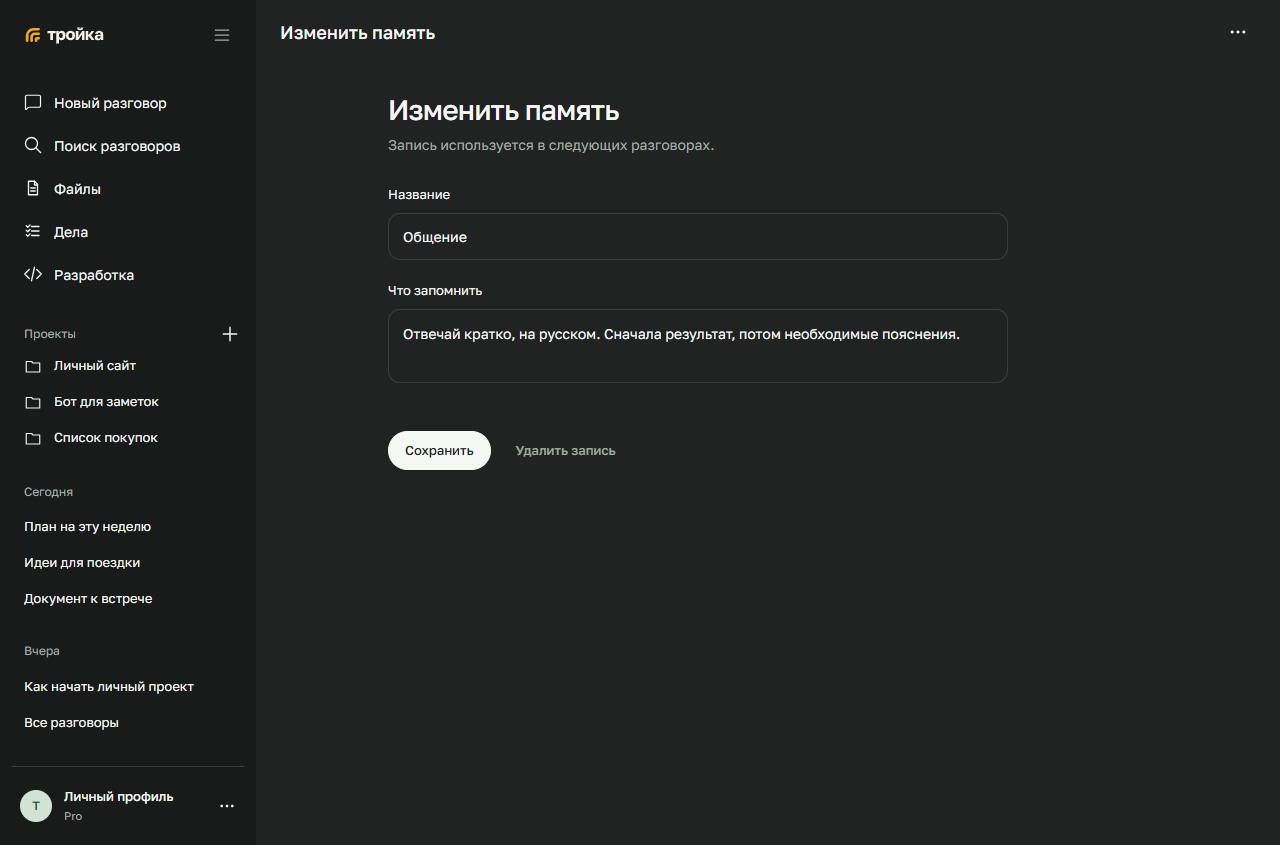 тройка
Новый разговор
Поиск разговоров
Файлы
Дела
Разработка
Проекты
Личный сайт
Бот для заметок
Список покупок
Сегодня
План на эту неделю
Идеи для поездки
Документ к встрече
Вчера
Как начать личный проект
Все разговоры
Т
Личный профиль
Pro
Изменить память
Изменить память
Запись используется в следующих разговорах.
Название
Общение
Что запомнить
Отвечай кратко, на русском. Сначала результат, потом необходимые пояснения.
Сохранить
Удалить запись